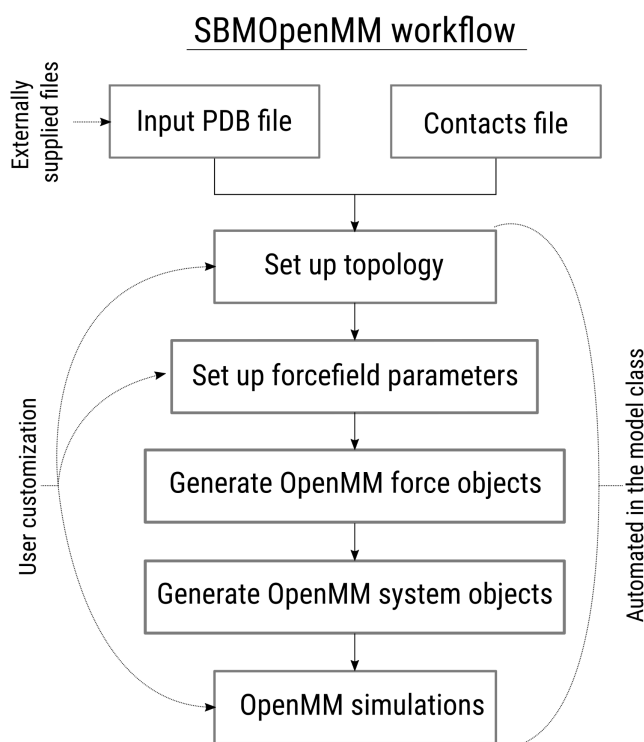 SBMOpenMM workflow
Externally
supplied files
Input PDB file
Contacts file
Set up topology
Set up forcefield parameters
Generate OpenMM force objects
Generate OpenMM system objects
OpenMM simulations
User customization
Automated in the model class